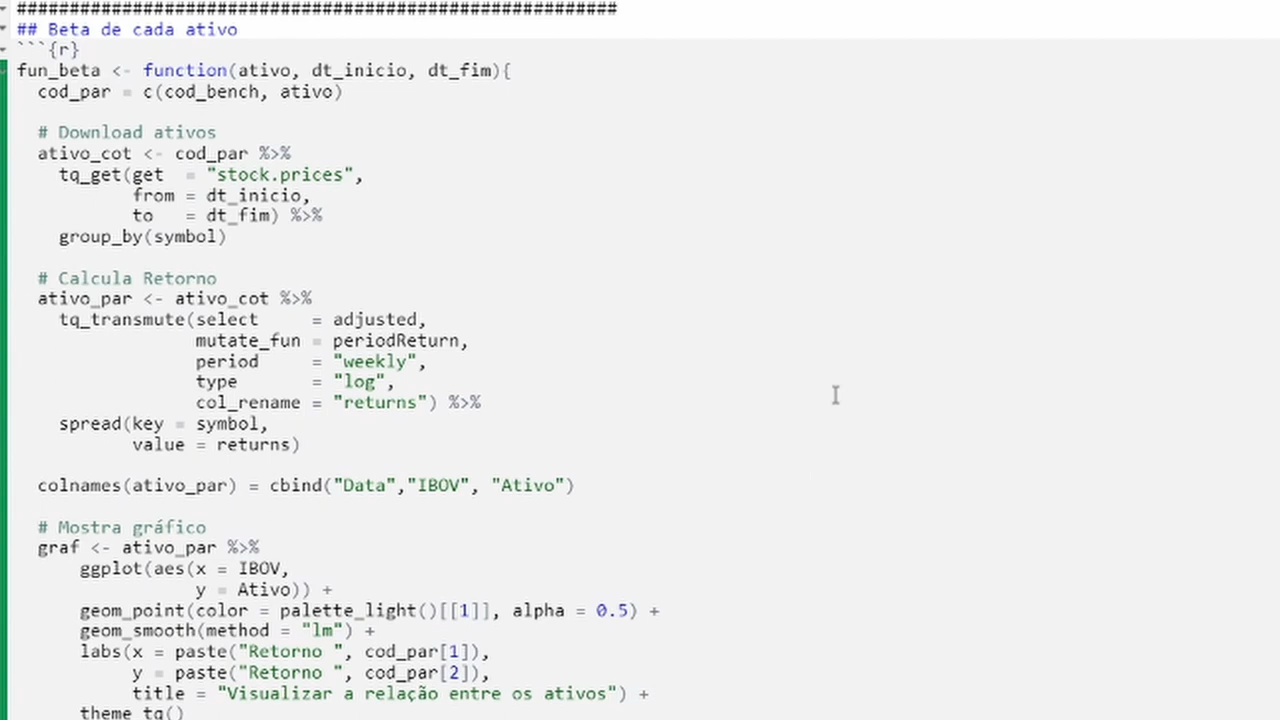 #########################################################
## Beta de cada ativo
```{r}
fun_beta <- function(ativo, dt_inicio, dt_fim){
  cod_par = c(cod_bench, ativo)

  # Download ativos
  ativo_cot <- cod_par %>%
    tq_get(get  = "stock.prices",
           from = dt_inicio,
           to   = dt_fim) %>%
    group_by(symbol)

  # Calcula Retorno
  ativo_par <- ativo_cot %>%
    tq_transmute(select     = adjusted,
                 mutate_fun = periodReturn,
                 period     = "weekly",
                 type       = "log",
                 col_rename = "returns") %>%
    spread(key = symbol,
           value = returns)

  colnames(ativo_par) = cbind("Data","IBOV", "Ativo")

  # Mostra gráfico
  graf <- ativo_par %>%
      ggplot(aes(x = IBOV,
                 y = Ativo)) +
      geom_point(color = palette_light()[[1]], alpha = 0.5) +
      geom_smooth(method = "lm") +
      labs(x = paste("Retorno ", cod_par[1]),
           y = paste("Retorno ", cod_par[2]),
           title = "Visualizar a relação entre os ativos") +
      theme_tq()